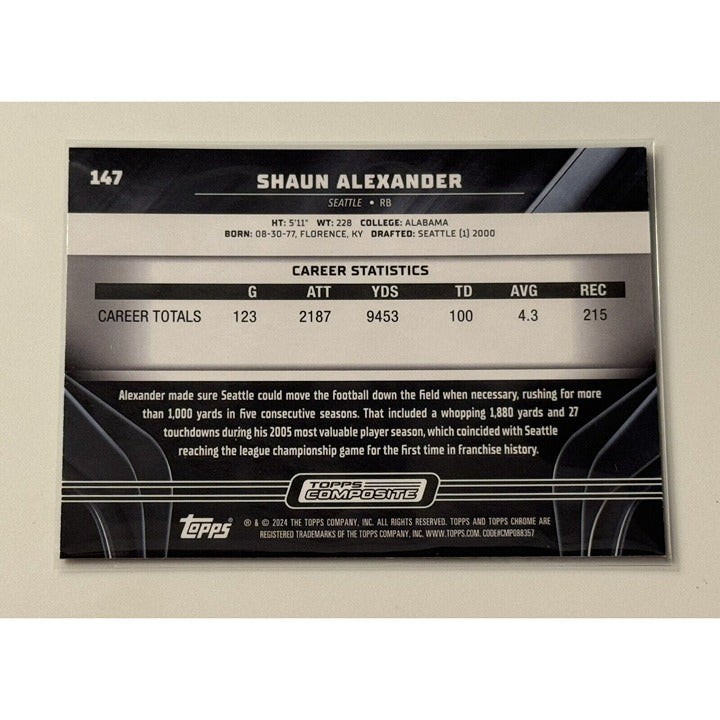 147
SHAUN ALEXANDER
SEATTLE • RB
HT: 5'11" WT: 228 COLLEGE: ALABAMA
BORN: 08-30-77, FLORENCE, KY DRAFTED: SEATTLE (1) 2000
CAREER STATISTICS
G ATT YDS TD AVG REC
CAREER TOTALS 123 2187 9453 100 4.3 215
Alexander made sure Seattle could move the football down the field when necessary, rushing for more
than 1,000 yards in five consecutive seasons. That included a whopping 1,880 yards and 27
touchdowns during his 2005 most valuable player season, which coincided with Seattle
reaching the league championship game for the first time in franchise history.
TOPPS
COMPOSITE
topps®
® & © 2024 THE TOPPS COMPANY, INC. ALL RIGHTS RESERVED. TOPPS AND TOPPS CHROME ARE
REGISTERED TRADEMARKS OF THE TOPPS COMPANY, INC. WWW.TOPPS.COM. CODE#CMP088357